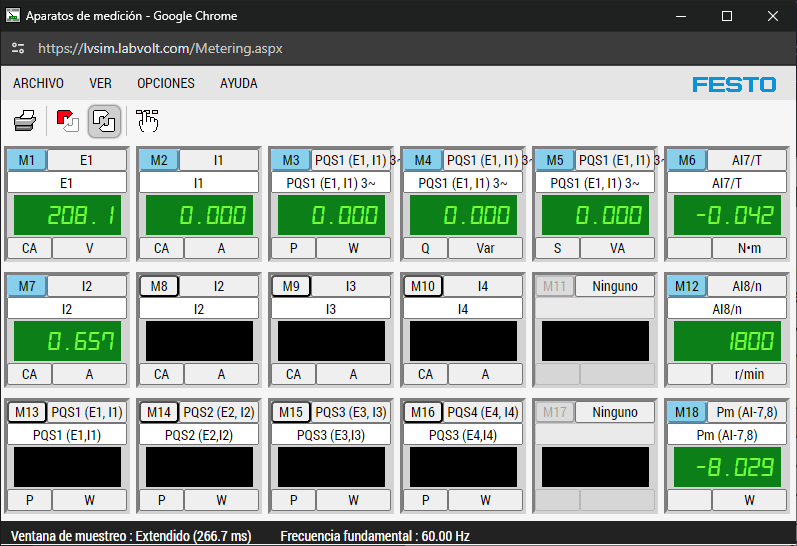 Aparatos de medición - Google Chrome
https://lvsim.labvolt.com/Metering.aspx
ARCHIVO VER OPCIONES AYUDA FESTO
M1 E1 M2 I1 M3 PQS1 (E1, I1) 3~ M4 PQS1 (E1, I1) 3~ M5 PQS1 (E1, I1) 3~ M6 AI7/T
E1 I1 PQS1 (E1, I1) 3~ PQS1 (E1, I1) 3~ PQS1 (E1, I1) 3~ AI7/T
208.1 0.000 0.000 0.000 0.000 -0.042
CA V CA A P W Q Var S VA N•m
M7 I2 M8 I2 M9 I3 M10 I4 M11 Ninguno M12 AI8/n
I2 I2 I3 I4 AI8/n
0.657 1800
CA A CA A CA A CA A r/min
M13 PQS1 (E1, I1) M14 PQS2 (E2, I2) M15 PQS3 (E3, I3) M16 PQS4 (E4, I4) M17 Ninguno M18 Pm (AI-7,8)
PQS1 (E1,I1) PQS2 (E2,I2) PQS3 (E3,I3) PQS3 (E4,I4) Pm (AI-7,8)
-8.029
P W P W P W P W W
Ventana de muestreo : Extendido (266.7 ms) Frecuencia fundamental : 60.00 Hz